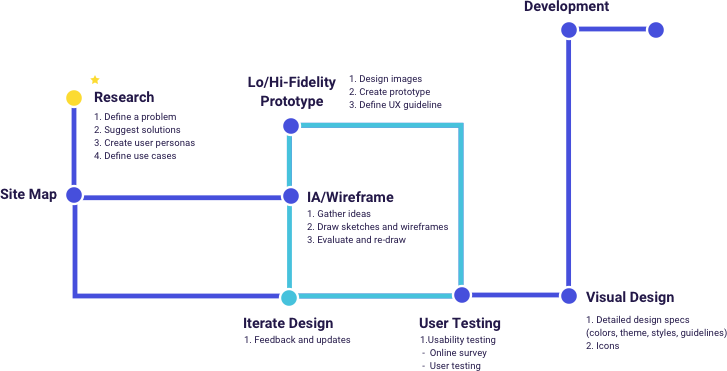 Development
Research
1. Define a problem
2. Suggest solutions
3. Create user personas
4. Define use cases
Lo/Hi-Fidelity
Prototype
1. Design images
2. Create prototype
3. Define UX guideline
Site Map
IA/Wireframe
1. Gather ideas
2. Draw sketches and wireframes
3. Evaluate and re-draw
Iterate Design
1. Feedback and updates
User Testing
1.Usability testing
- Online survey
- User testing
Visual Design
1. Detailed design specs
(colors, theme, styles, guidelines)
2. Icons